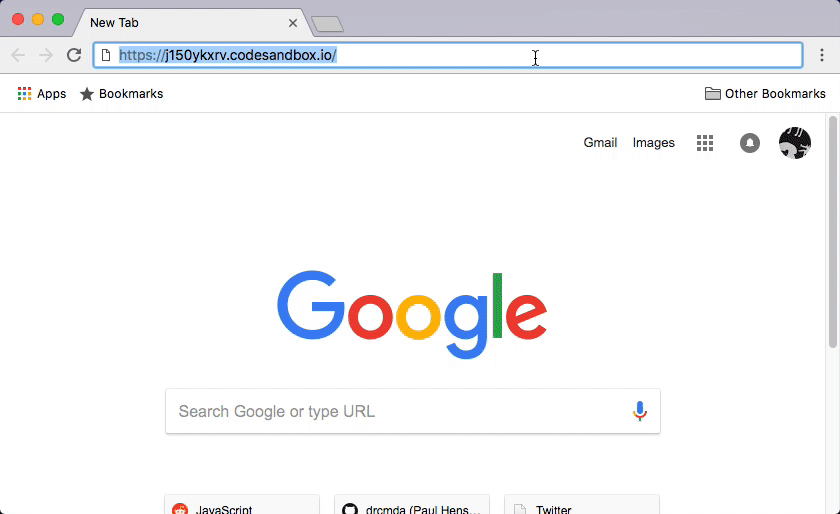 New Tab
https://j150ykxrv.codesandbox.io/
Apps Bookmarks Other Bookmarks
Gmail Images
Google
Search Google or type URL
JavaScript drcmda (Paul Hens... Twitter